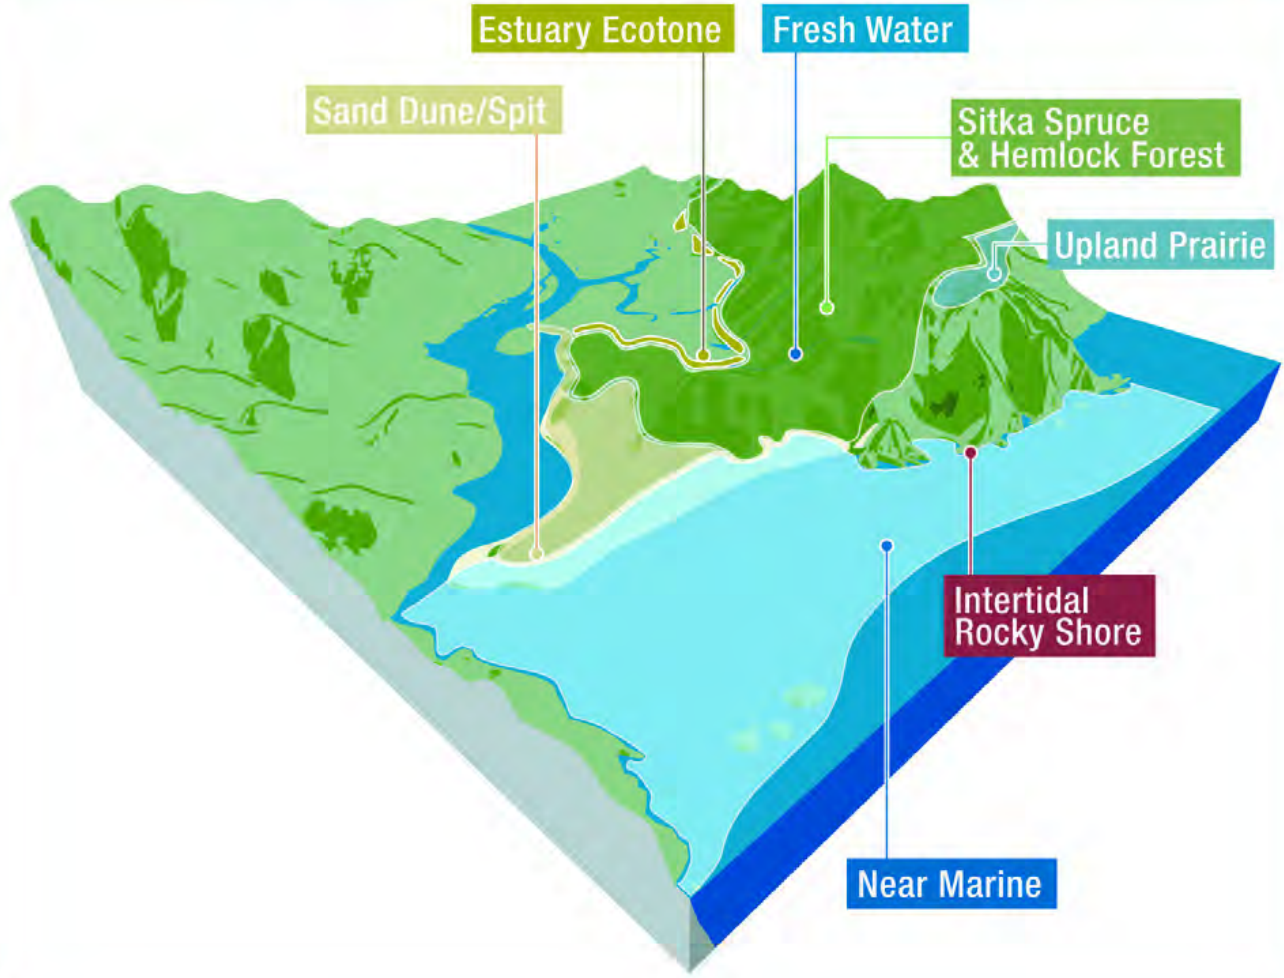 Estuary Ecotone
Fresh Water
Sand Dune/Spit
Sitka Spruce
& Hemlock Forest
Upland Prairie
Intertidal
Rocky Shore
Near Marine